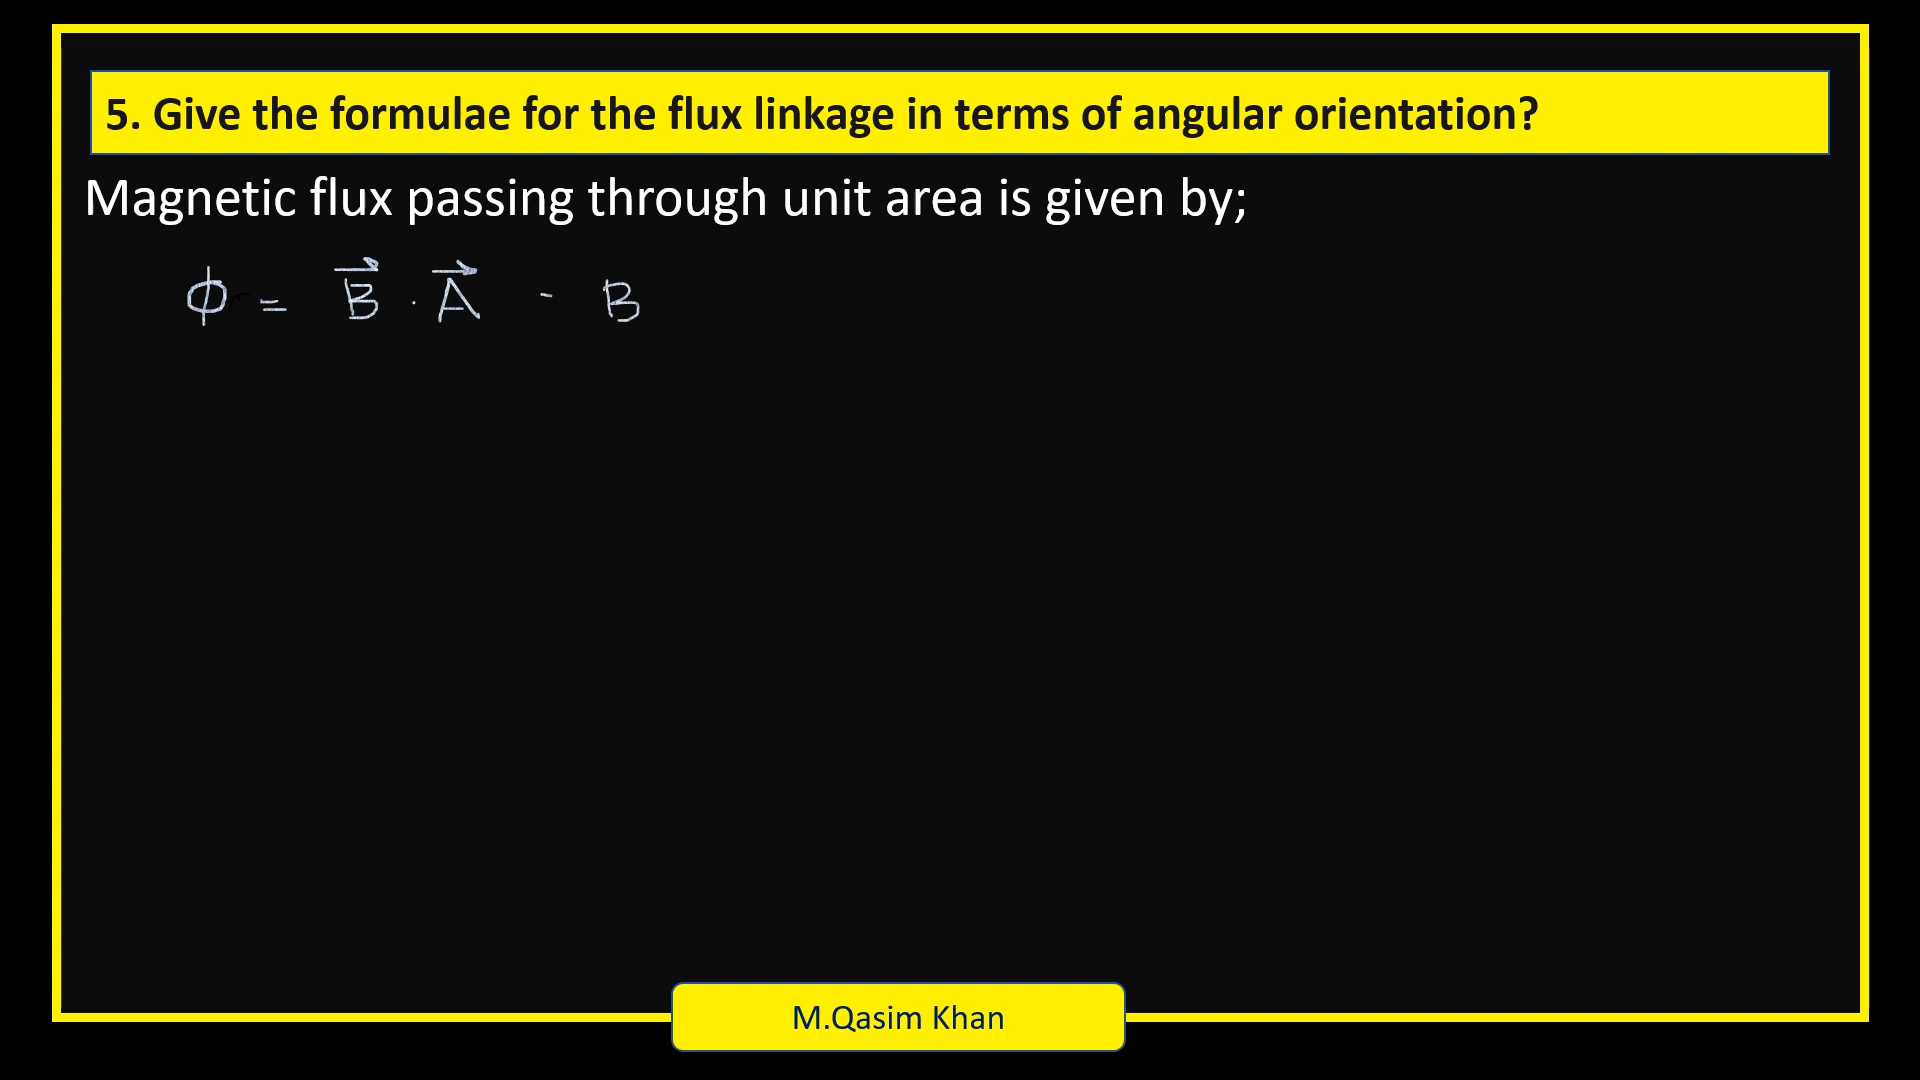 5. Give the formulae for the flux linkage in terms of angular orientation?
Magnetic flux passing through unit area is given by;
ϕ = B⃗ . A⃗ - B
M.Qasim Khan